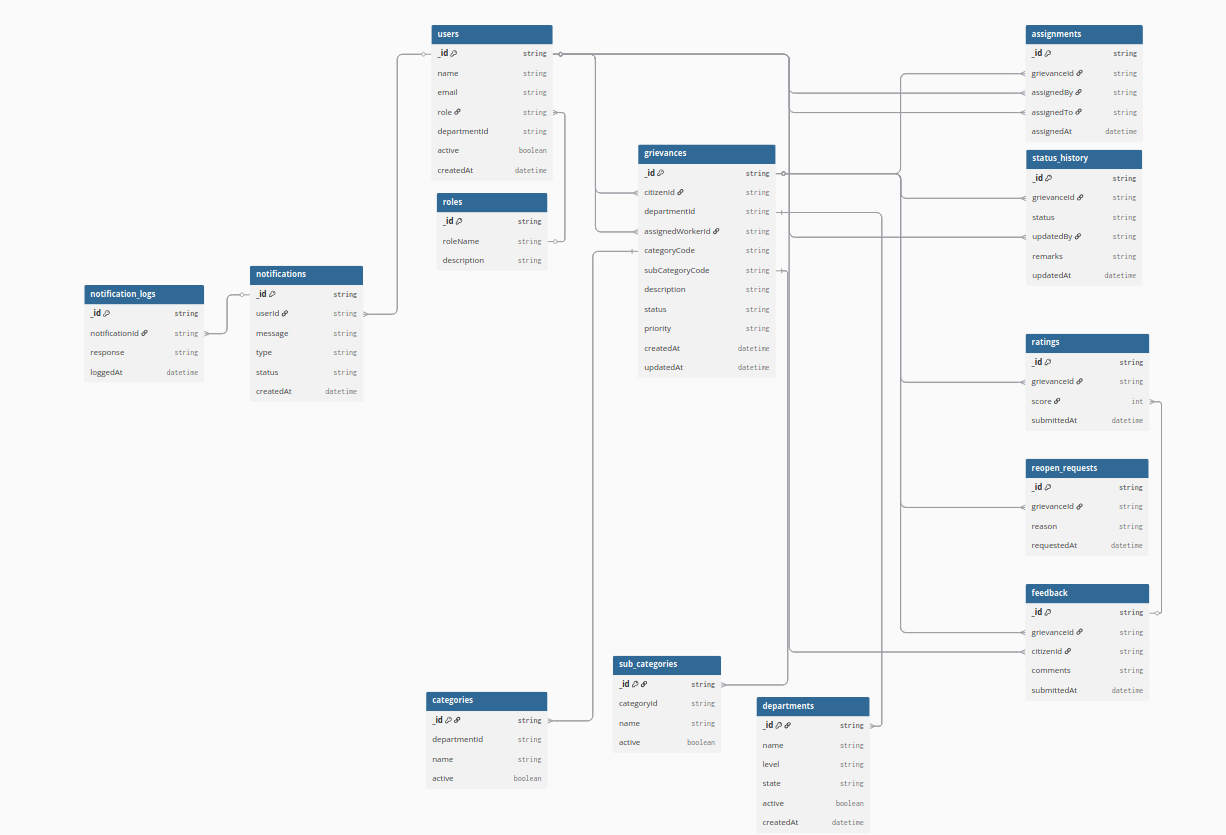 users
_id string
name string
email string
role string
departmentId string
active boolean
createdAt datetime
roles
_id string
roleName string
description string
notifications
_id string
userId string
message string
type string
status string
createdAt datetime
notification_logs
_id string
notificationId string
response string
loggedAt datetime
grievances
_id string
citizenId string
departmentId string
assignedWorkerId string
categoryCode string
subCategoryCode string
description string
status string
priority string
createdAt datetime
updatedAt datetime
assignments
_id string
grievanceId string
assignedBy string
assignedTo string
assignedAt datetime
status_history
_id string
grievanceId string
status string
updatedBy string
remarks string
updatedAt datetime
ratings
_id string
grievanceId string
score int
submittedAt datetime
reopen_requests
_id string
grievanceId string
reason string
requestedAt datetime
feedback
_id string
grievanceId string
citizenId string
comments string
submittedAt datetime
categories
_id string
departmentId string
name string
active boolean
sub_categories
_id string
categoryId string
name string
active boolean
departments
_id string
name string
level string
state string
active boolean
createdAt datetime